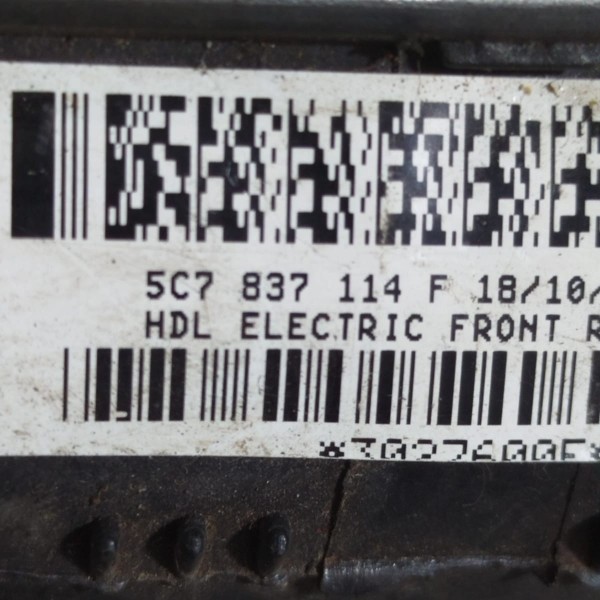 5C7 837 114 F 18/10/
HDL ELECTRIC FRONT R